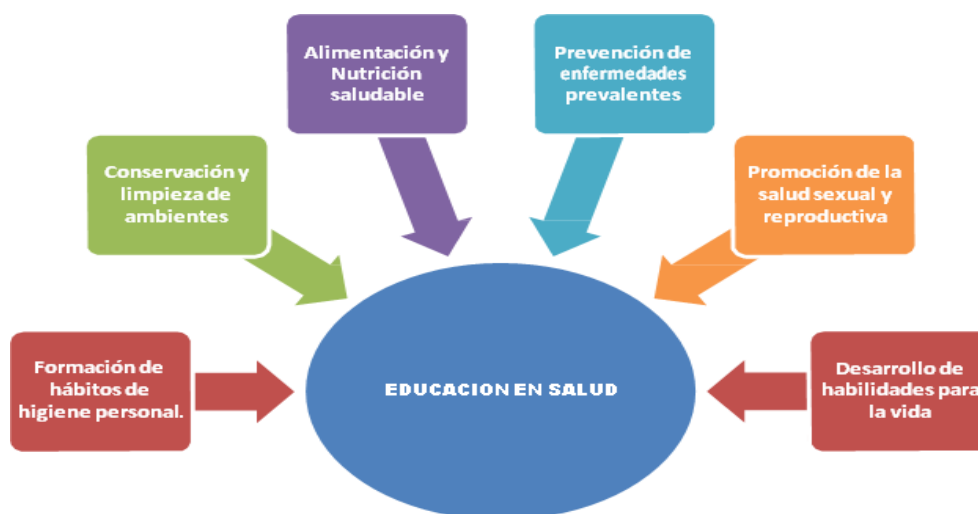 Alimentación y
Nutrición
saludable
Prevención de
enfermedades
prevalentes
Conservación y
limpieza de
ambientes
Promoción de la
salud sexual y
reproductiva
Formación de
hábitos de
higiene personal.
EDUCACION EN SALUD
Desarrollo de
habilidades para
la vida